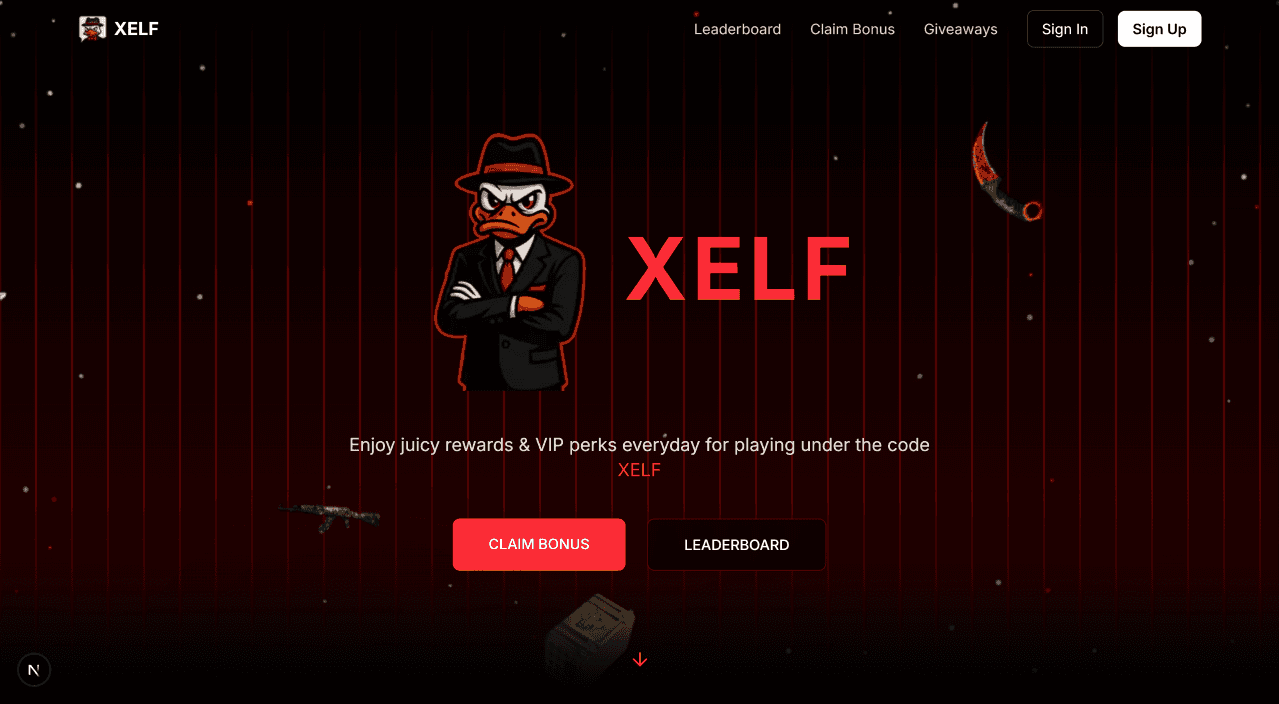 XELF
Leaderboard
Claim Bonus
Giveaways
Sign In
Sign Up
XELF
Enjoy juicy rewards & VIP perks everyday for playing under the code
XELF
CLAIM BONUS
LEADERBOARD
N